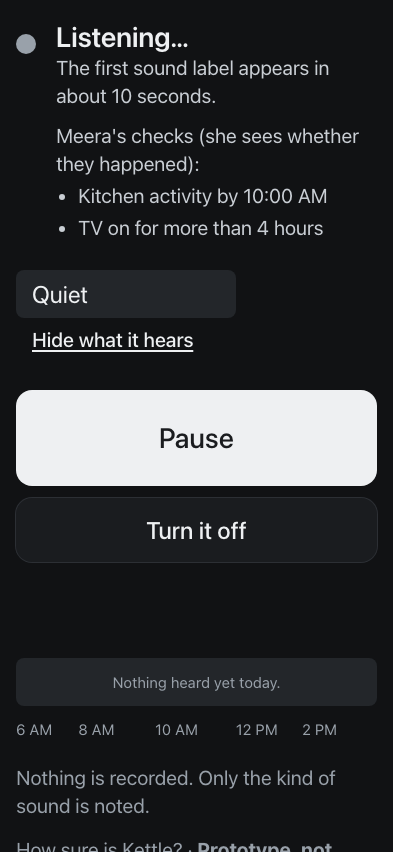 Listening...
The first sound label appears in
about 10 seconds.
Meera's checks (she sees whether
they happened):
• Kitchen activity by 10:00 AM
• TV on for more than 4 hours
Quiet
Hide what it hears
Pause
Turn it off
Nothing heard yet today.
6 AM 8 AM 10 AM 12 PM 2 PM
Nothing is recorded. Only the kind of
sound is noted.
How sure is Kettle? · Prototype, not